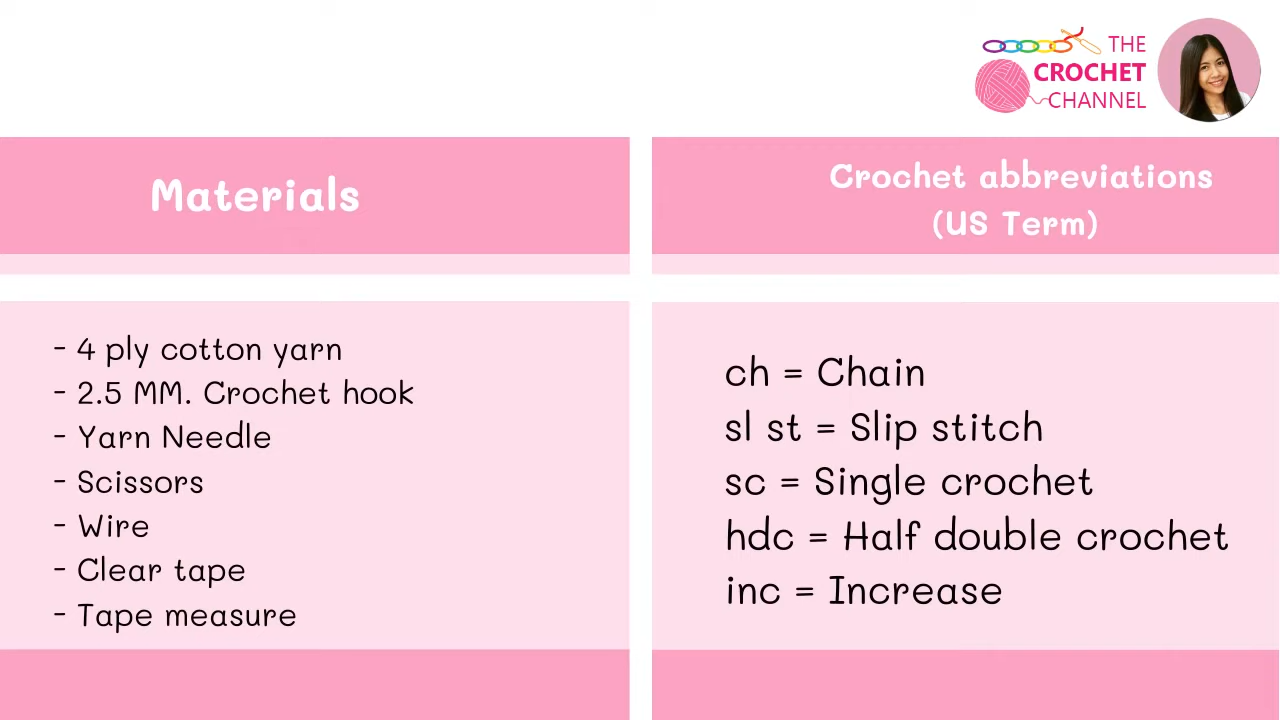 THE
CROCHET
CHANNEL
Materials
- 4 ply cotton yarn
- 2.5 MM. Crochet hook
- Yarn Needle
- Scissors
- Wire
- Clear tape
- Tape measure
Crochet abbreviations
(US Term)
ch = Chain
sl st = Slip stitch
sc = Single crochet
hdc = Half double crochet
inc = Increase